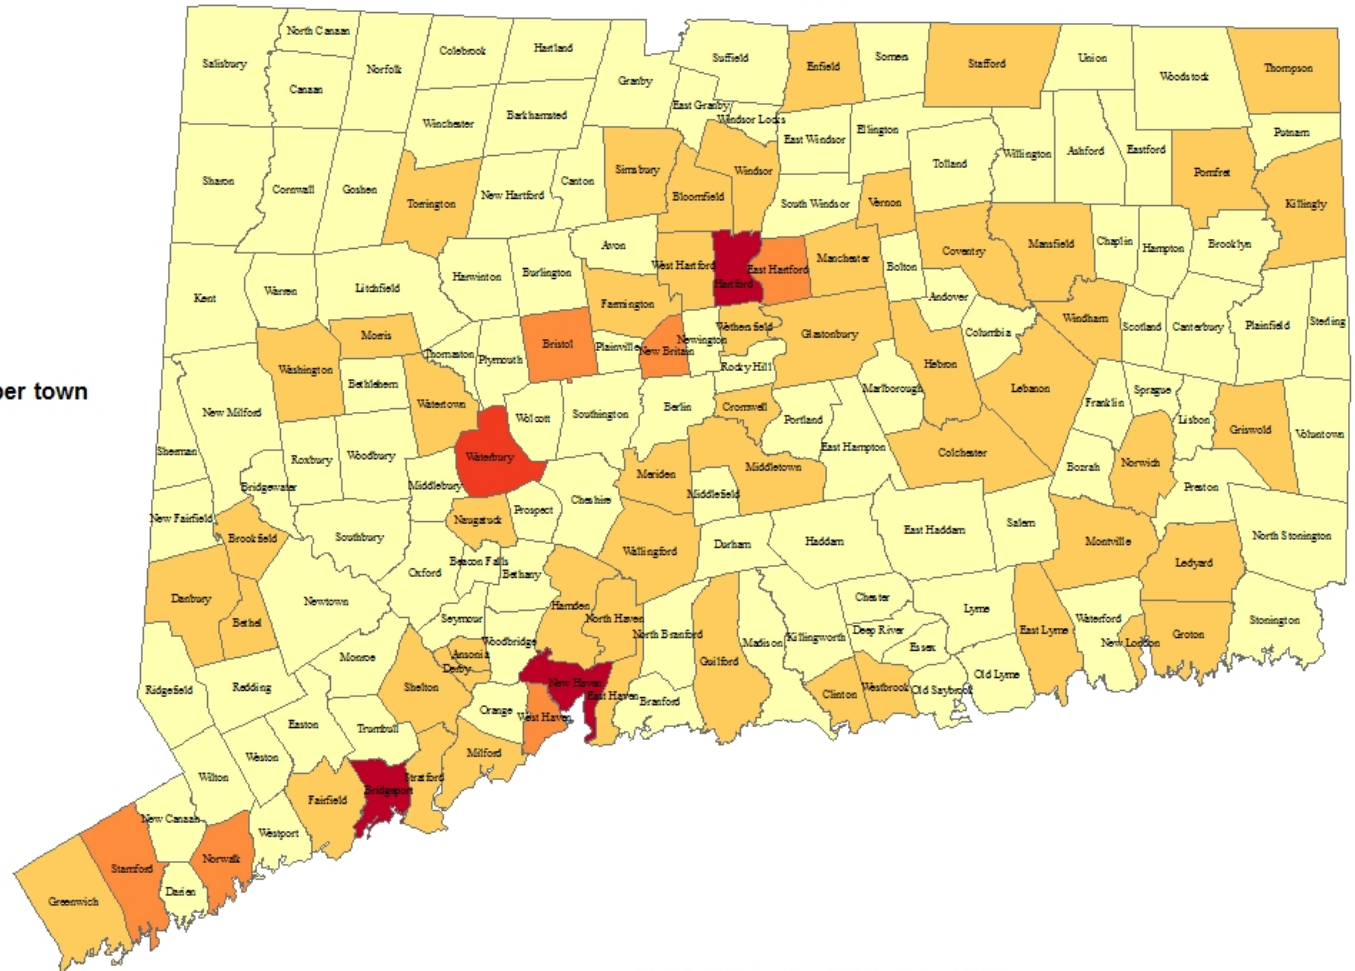 North Canaan
Colebrook
Hartland
Salisbury
Canaan
Norfolk
Granby
Suffield
Enfield
Somers
Stafford
Union
Woodstock
Thompson
East Granby
Windsor Locks
Winchester
Barkhamsted
East Windsor
Ellington
Tolland
Willington
Ashford
Eastford
Putnam
Sharon
Cornwall
Goshen
Torrington
New Hartford
Canton
Simsbury
Bloomfield
Windsor
South Windsor
Vernon
Pomfret
Killingly
Avon
West Hartford
Hartford
East Hartford
Manchester
Bolton
Coventry
Mansfield
Chaplin
Hampton
Brooklyn
Kent
Warren
Litchfield
Harwinton
Burlington
Farmington
Andover
Columbia
Windham
Scotland
Canterbury
Plainfield
Sterling
Morris
Thomaston
Plymouth
Bristol
Plainville
New Britain
Newington
Wethersfield
Glastonbury
Rocky Hill
Hebron
Marlborough
Lebanon
Franklin
Sprague
Lisbon
Griswold
Voluntown
per town
Washington
Bethlehem
Watertown
Wolcott
Southington
Berlin
Cromwell
Portland
East Hampton
Colchester
Bozrah
Norwich
Preston
New Milford
Sherman
Roxbury
Woodbury
Waterbury
Middlebury
Bridgewater
Meriden
Middletown
Middlefield
Cheshire
Prospect
Naugatuck
New Fairfield
Brookfield
Southbury
Oxford
Beacon Falls
Bethany
Wallingford
Durham
Haddam
East Haddam
Salem
Montville
Ledyard
North Stonington
Danbury
Bethel
Newtown
Seymour
Woodbridge
Hamden
North Haven
North Branford
Guilford
Madison
Killingworth
Chester
Deep River
Essex
Lyme
East Lyme
Waterford
New London
Groton
Stonington
Ridgefield
Redding
Monroe
Shelton
Ansonia
Derby
Orange
New Haven
West Haven
East Haven
Branford
Clinton
Westbrook
Old Saybrook
Old Lyme
Easton
Trumbull
Weston
Wilton
Milford
Stratford
Bridgeport
Fairfield
Westport
New Canaan
Norwalk
Stamford
Darien
Greenwich